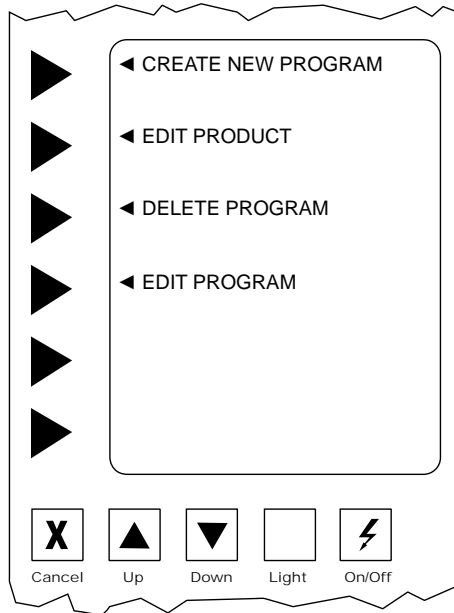 ◄ CREATE NEW PROGRAM
◄ EDIT PRODUCT
◄ DELETE PROGRAM
◄ EDIT PROGRAM
X
Cancel Up Down Light On/Off